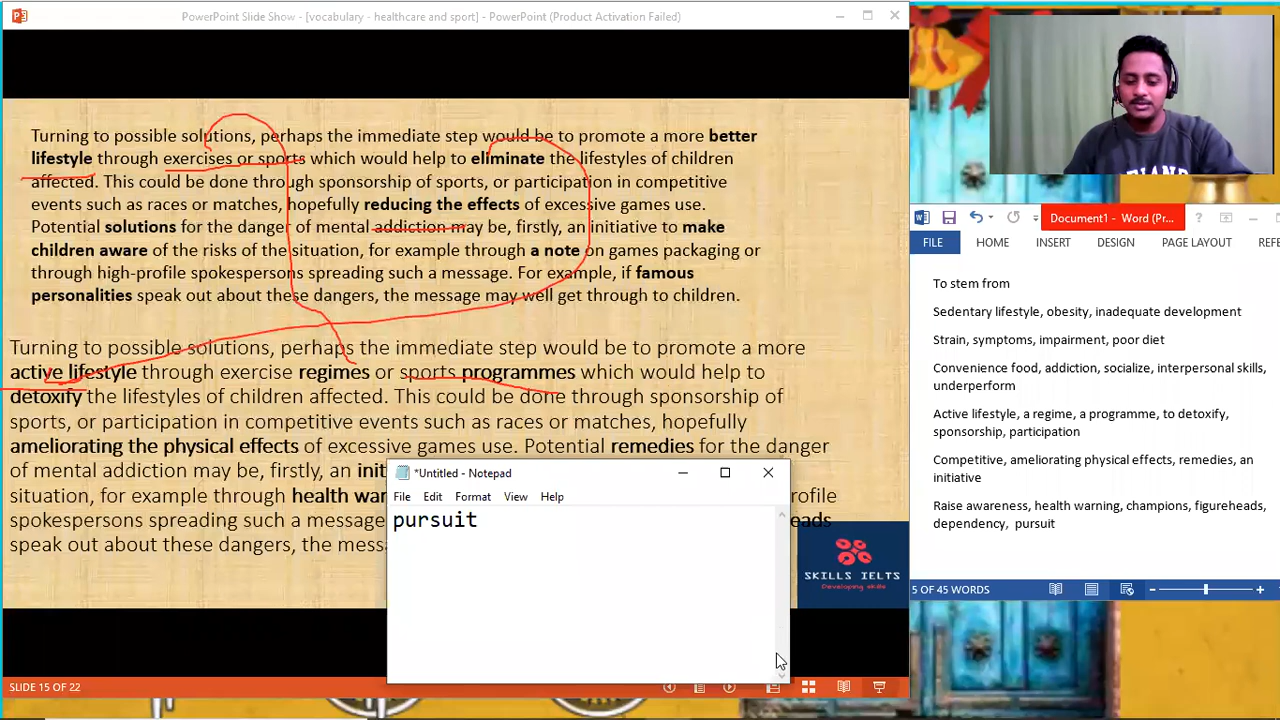 PowerPoint Slide Show - [vocabulary - healthcare and sport] - PowerPoint (Product Activation Failed)
Turning to possible solutions, perhaps the immediate step would be to promote a more better
lifestyle through exercises or sports which would help to eliminate the lifestyles of children
affected. This could be done through sponsorship of sports, or participation in competitive
events such as races or matches, hopefully reducing the effects of excessive games use.
Potential solutions for the danger of mental addiction may be, firstly, an initiative to make
children aware of the risks of the situation, for example through a note on games packaging or
through high-profile spokespersons spreading such a message. For example, if famous
personalities speak out about these dangers, the message may well get through to children.
Turning to possible solutions, perhaps the immediate step would be to promote a more
active lifestyle through exercise regimes or sports programmes which would help to
detoxify the lifestyles of children affected. This could be done through sponsorship of
sports, or participation in competitive events such as races or matches, hopefully
ameliorating the physical effects of excessive games use. Potential remedies for the danger
of mental addiction may be, firstly, an
situation, for example through health
spokespersons spreading such a message
speak out about these dangers, the
*Untitled - Notepad
File Edit Format View Help
pursuit
SKILLS IELTS
Developing skills
SLIDE 15 OF 22
Document1 - Word (Pr...
FILE HOME INSERT DESIGN PAGE LAYOUT REFE
To stem from
Sedentary lifestyle, obesity, inadequate development
Strain, symptoms, impairment, poor diet
Convenience food, addiction, socialize, interpersonal skills,
underperform
Active lifestyle, a regime, a programme, to detoxify,
sponsorship, participation
Competitive, ameliorating physical effects, remedies, an
initiative
Raise awareness, health warning, champions, figureheads,
dependency, pursuit
5 OF 45 WORDS